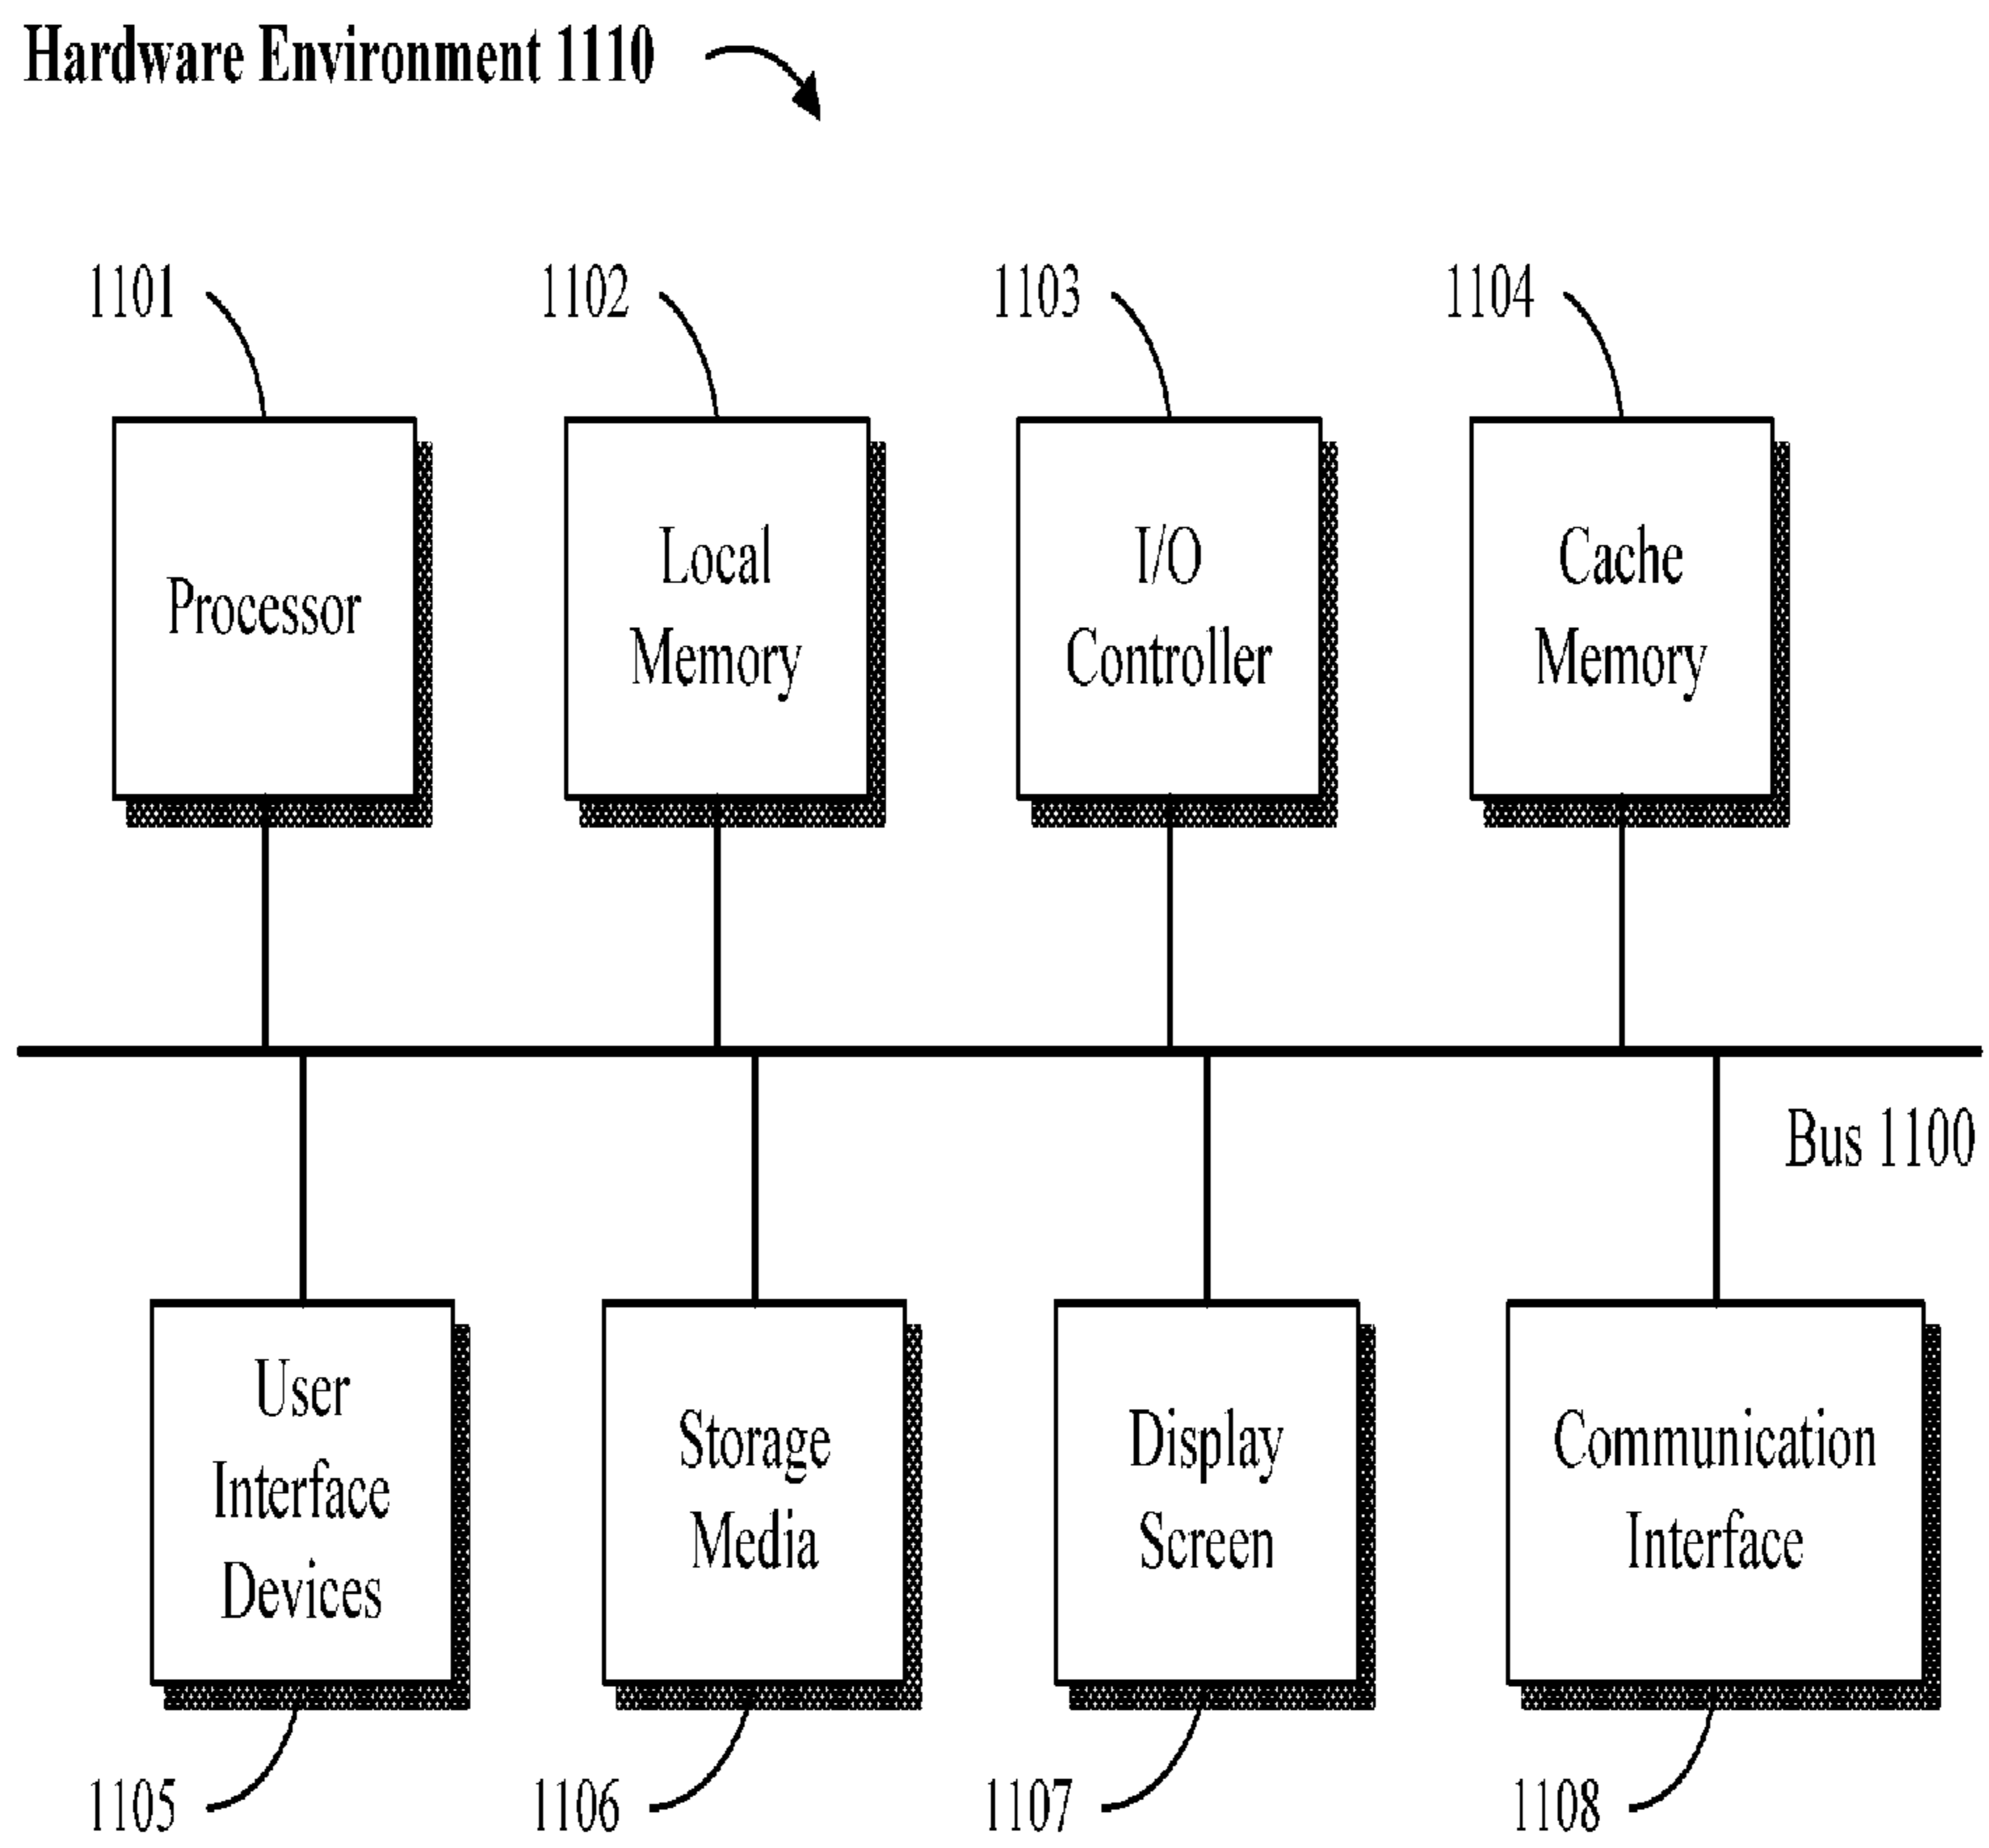 Hardware Environment 1110
1101
1102
1103
1104
Processor
Local
Memory
I/O
Controller
Cache
Memory
Bus 1100
User
Interface
Devices
Storage
Media
Display
Screen
Communication
Interface
1105
1106
1107
1108